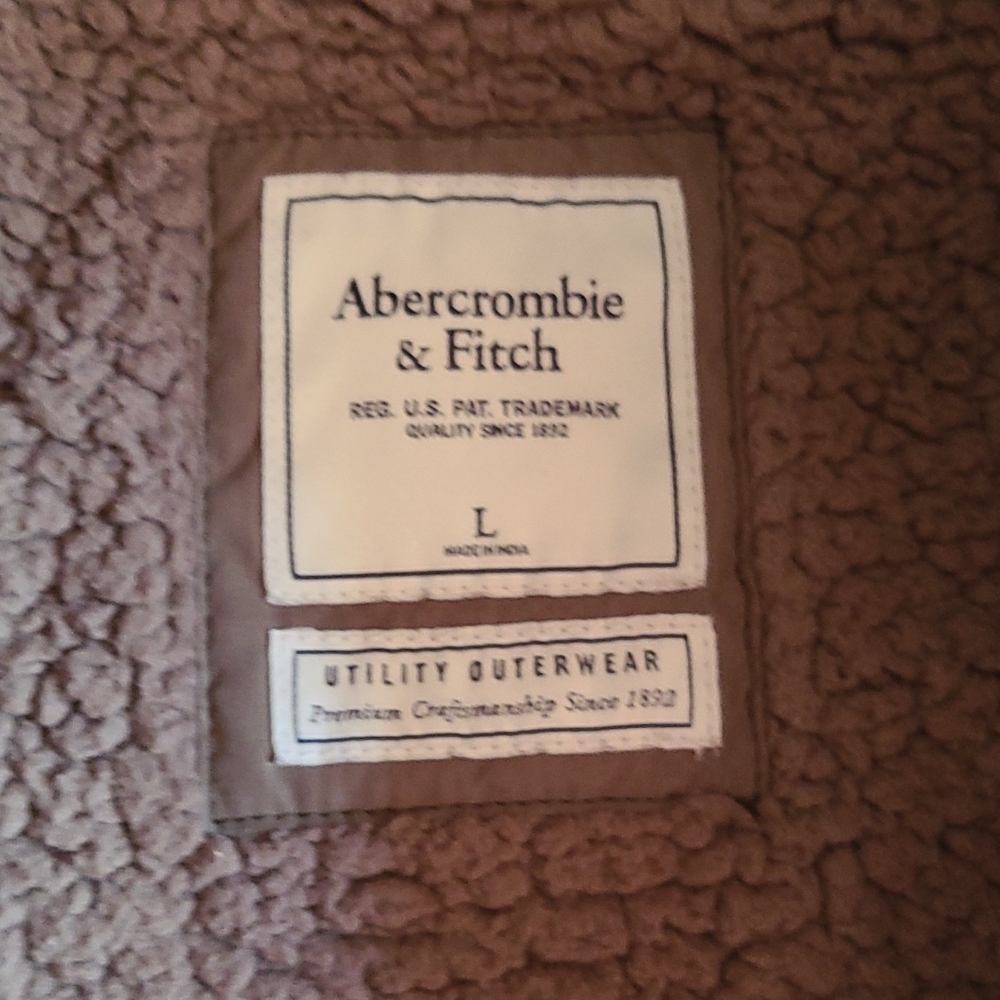 Abercrombie
& Fitch
REG. U.S. PAT. TRADEMARK
QUALITY SINCE 1892
L
MADE IN INDIA
UTILITY OUTERWEAR
Premium Craftsmanship Since 1892